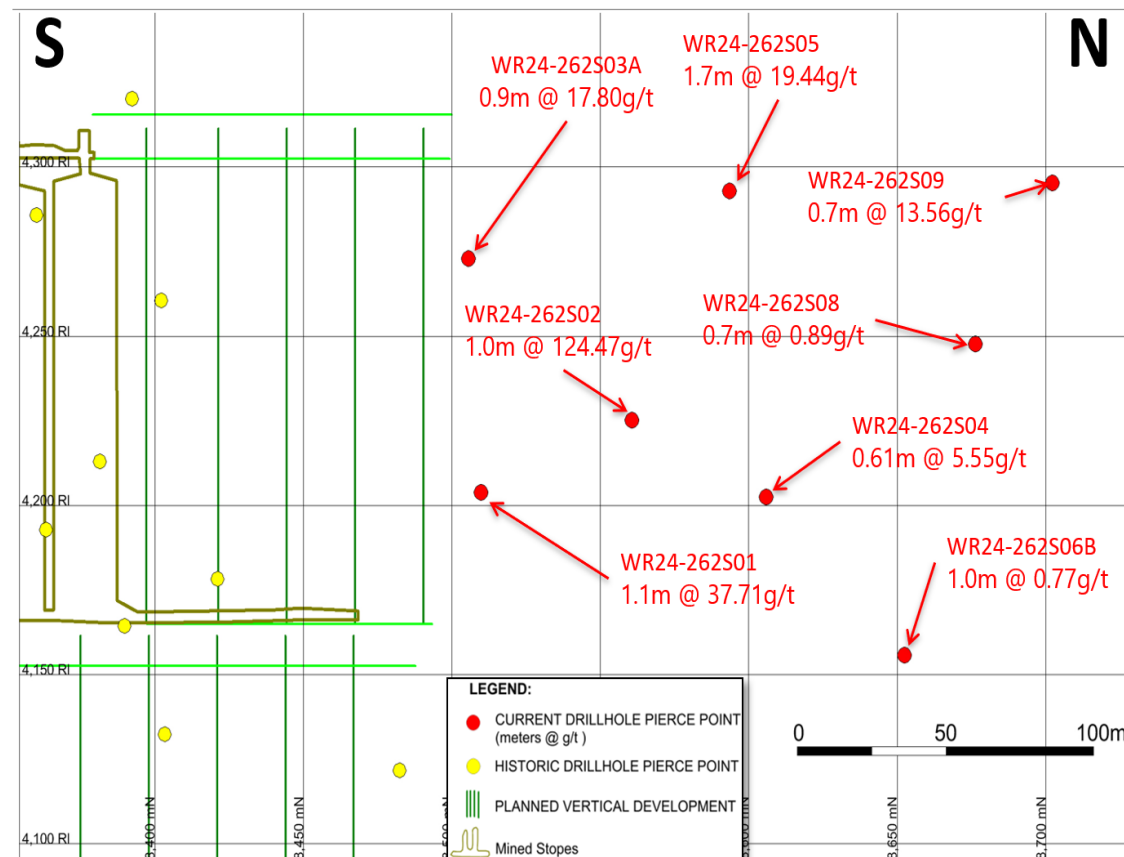 S
N
WR24-262S05
1.7m @ 19.44g/t
WR24-262S03A
0.9m @ 17.80g/t
4,300 Rl
WR24-262S09
0.7m @ 13.56g/t
WR24-262S08
0.7m @ 0.89g/t
WR24-262S02
1.0m @ 124.47g/t
4,250 Rl
WR24-262S04
0.61m @ 5.55g/t
4,200 Rl
WR24-262S06B
1.0m @ 0.77g/t
WR24-262S01
1.1m @ 37.71g/t
4,150 Rl
LEGEND:
CURRENT DRILLHOLE PIERCE POINT
(meters @ g/t )
HISTORIC DRILLHOLE PIERCE POINT
PLANNED VERTICAL DEVELOPMENT
Mined Stopes
0 50 100m
4,100 Rl
400 mN
450 mN
600 mN
650 mN
700 mN